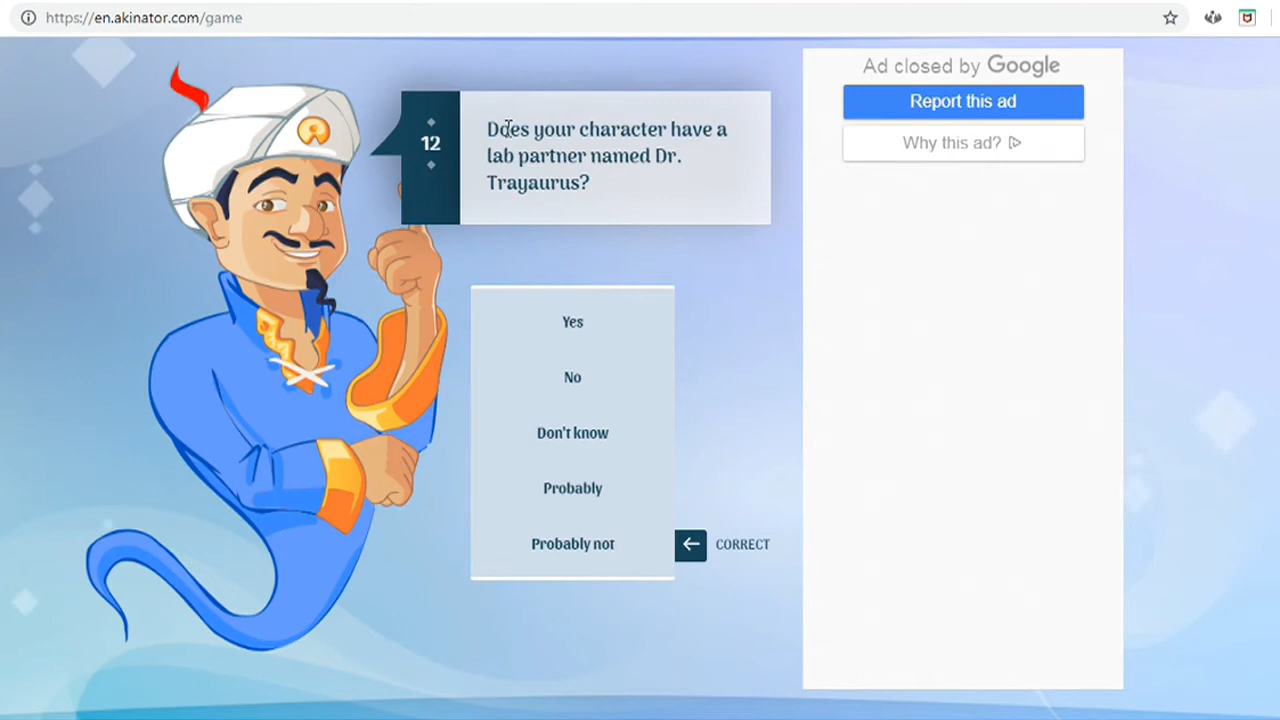 https://en.akinator.com/game
12
Does your character have a
lab partner named Dr.
Trayaurus?
Yes
No
Don't know
Probably
Probably not
CORRECT
Ad closed by Google
Report this ad
Why this ad?